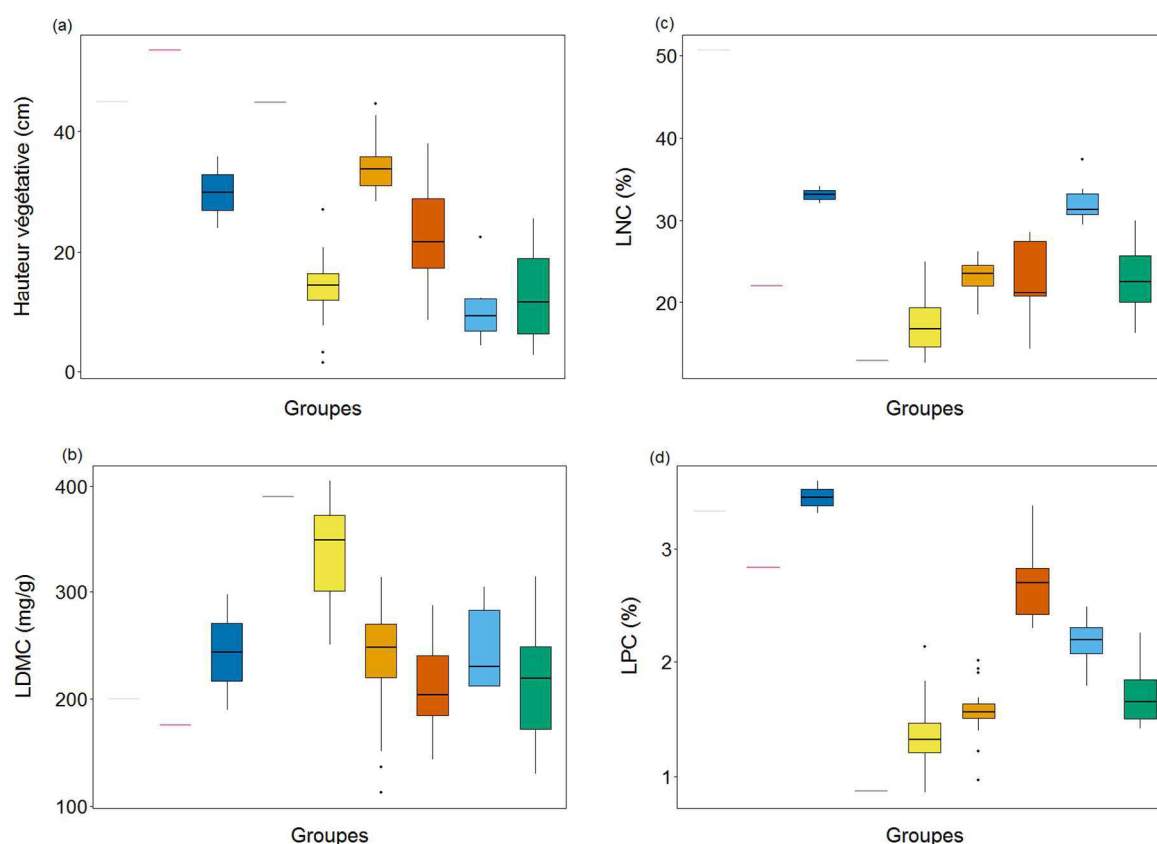 (a)
Hauteur végétative (cm)
40
20
0
Groupes
(c)
LNC (%)
50
40
30
20
Groupes
(b)
LDMC (mg/g)
400
300
200
100
Groupes
(d)
LPC (%)
3
2
1
Groupes